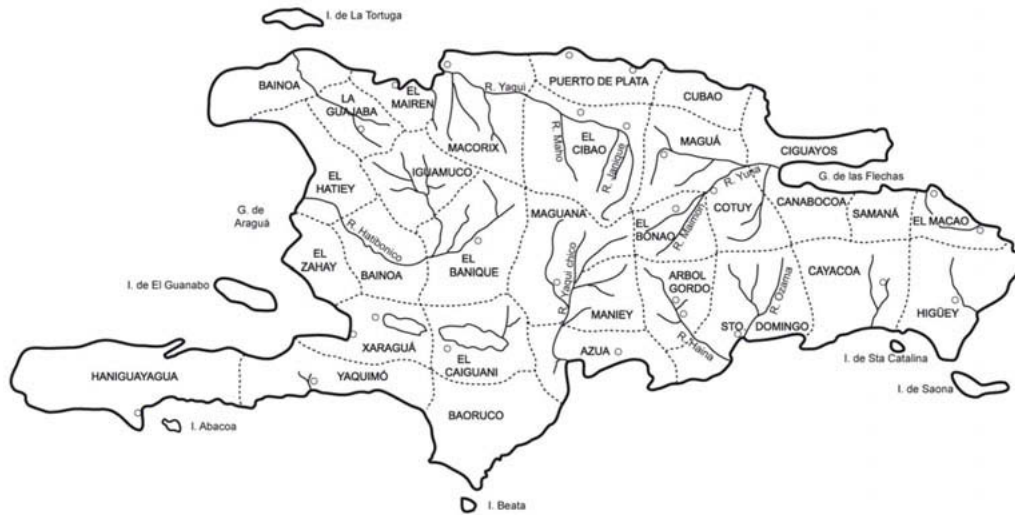 I. de La Tortuga
BAINOA
LA
GUAJABA
EL
MAIREN
R. Yaqui
PUERTO DE PLATA
CUBAO
MACORIX
R. Maho
EL
CIBAO
R. Janique
MAGUÁ
CIGUAYOS
EL
HATIEY
IGUAMUCO
R. Yuna
G. de las Flechas
G. de
Araguá
R. Hatibonico
MAGUANA
EL
BONAO
R. Maimón
COTUY
CANABOCOA
SAMANÁ
EL MACAO
EL
ZAHAY
BAINOA
EL
BANIQUE
R. Yaqui chico
ARBOL
GORDO
R. Ozama
CAYACOA
I. de El Guanabo
MANIEY
STO.
DOMINGO
HIGÜEY
XARAGUÁ
EL
CAIGUANI
AZUA
R. Haina
I. de Sta Catalina
HANIGUAYAGUA
YAQUIMÓ
I. de Saona
BAORUCO
I. Abacoa
I. Beata